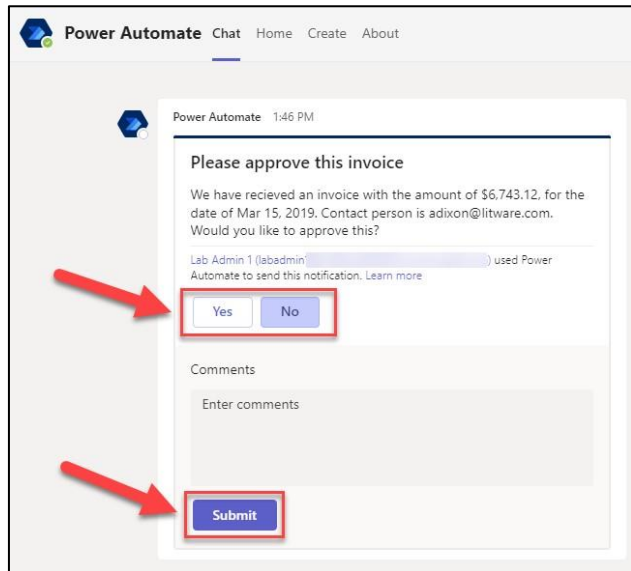 Power Automate Chat Home Create About
Power Automate 1:46 PM
Please approve this invoice
We have recieved an invoice with the amount of $6,743.12, for the
date of Mar 15, 2019. Contact person is adixon@litware.com.
Would you like to approve this?
Lab Admin 1 (labadmin ) used Power
Automate to send this notification. Learn more
Yes No
Comments
Enter comments
Submit